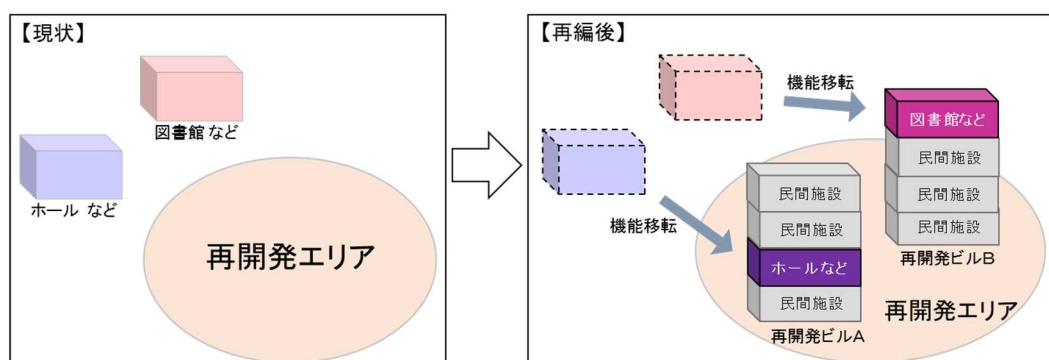 【現状】
図書館 など
ホール など
再開発エリア
【再編後】
機能移転
図書館など
民間施設
民間施設
民間施設
再開発ビルB
機能移転
民間施設
民間施設
ホールなど
民間施設
再開発ビルA
再開発エリア